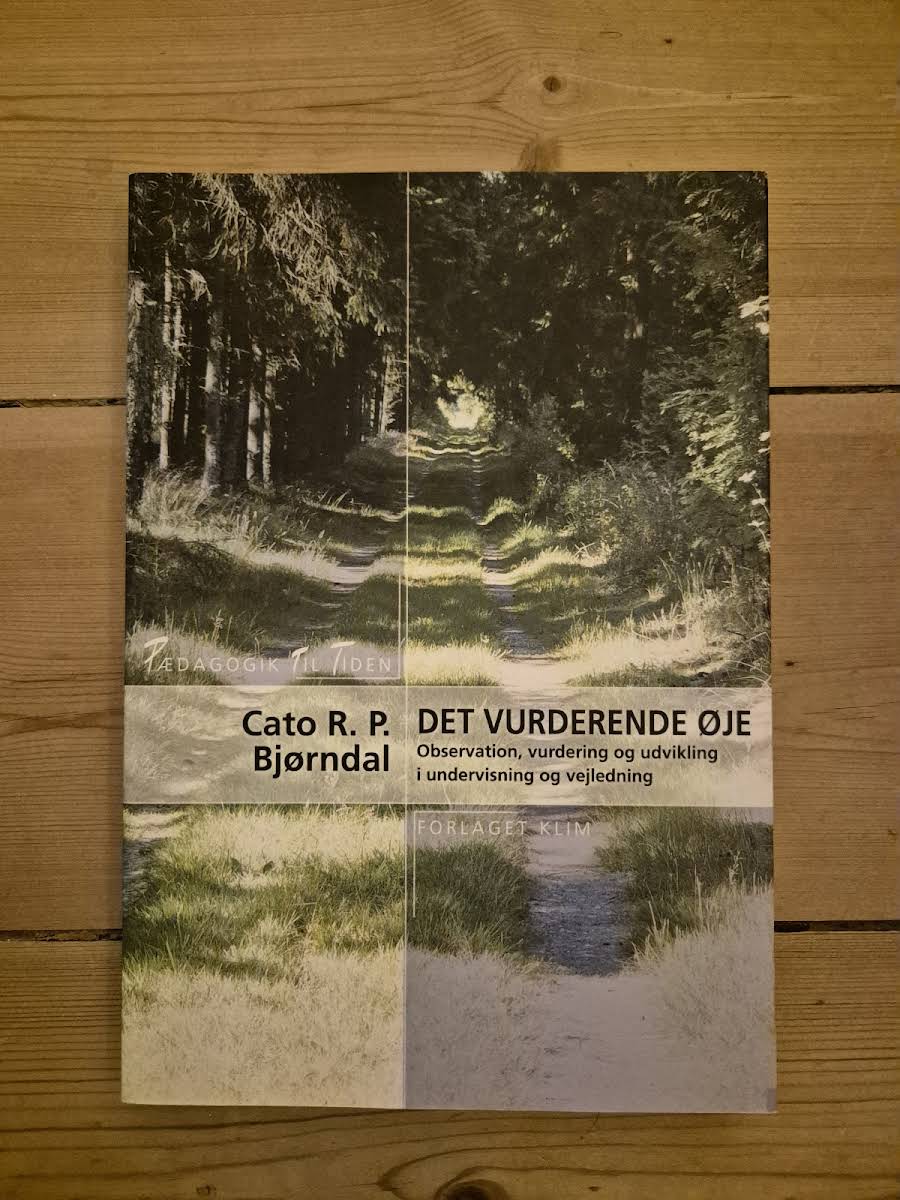 PÆDAGOGIK TIL TIDEN
Cato R. P.
Bjørndal
DET VURDERENDE ØJE
Observation, vurdering og udvikling
i undervisning og vejledning
FORLAGET KLIM